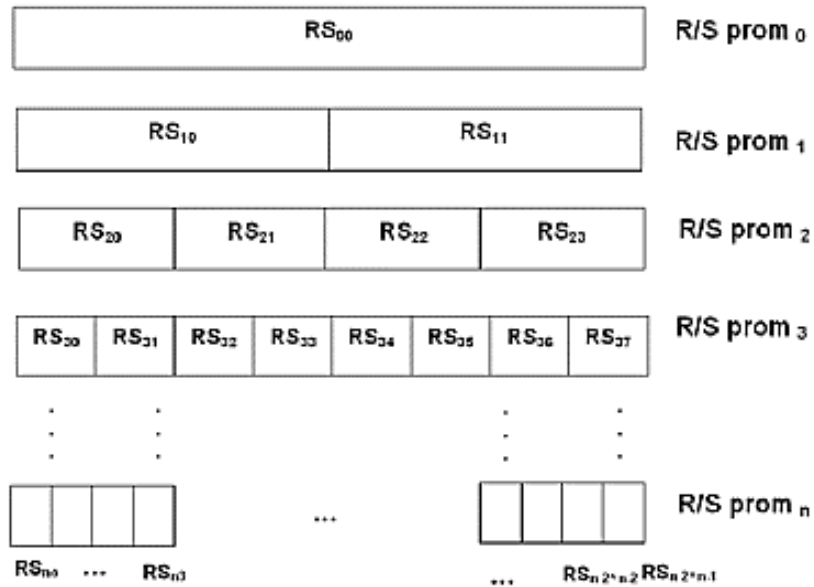 RS₀₀ R/S prom ₀
RS₁₀ RS₁₁ R/S prom ₁
RS₂₀ RS₂₁ RS₂₂ RS₂₃ R/S prom ₂
RS₃₀ RS₃₁ RS₃₂ RS₃₃ RS₃₄ RS₃₅ RS₃₆ RS₃₇ R/S prom ₃
... R/S prom n
RSn0 ... RSn3 ...